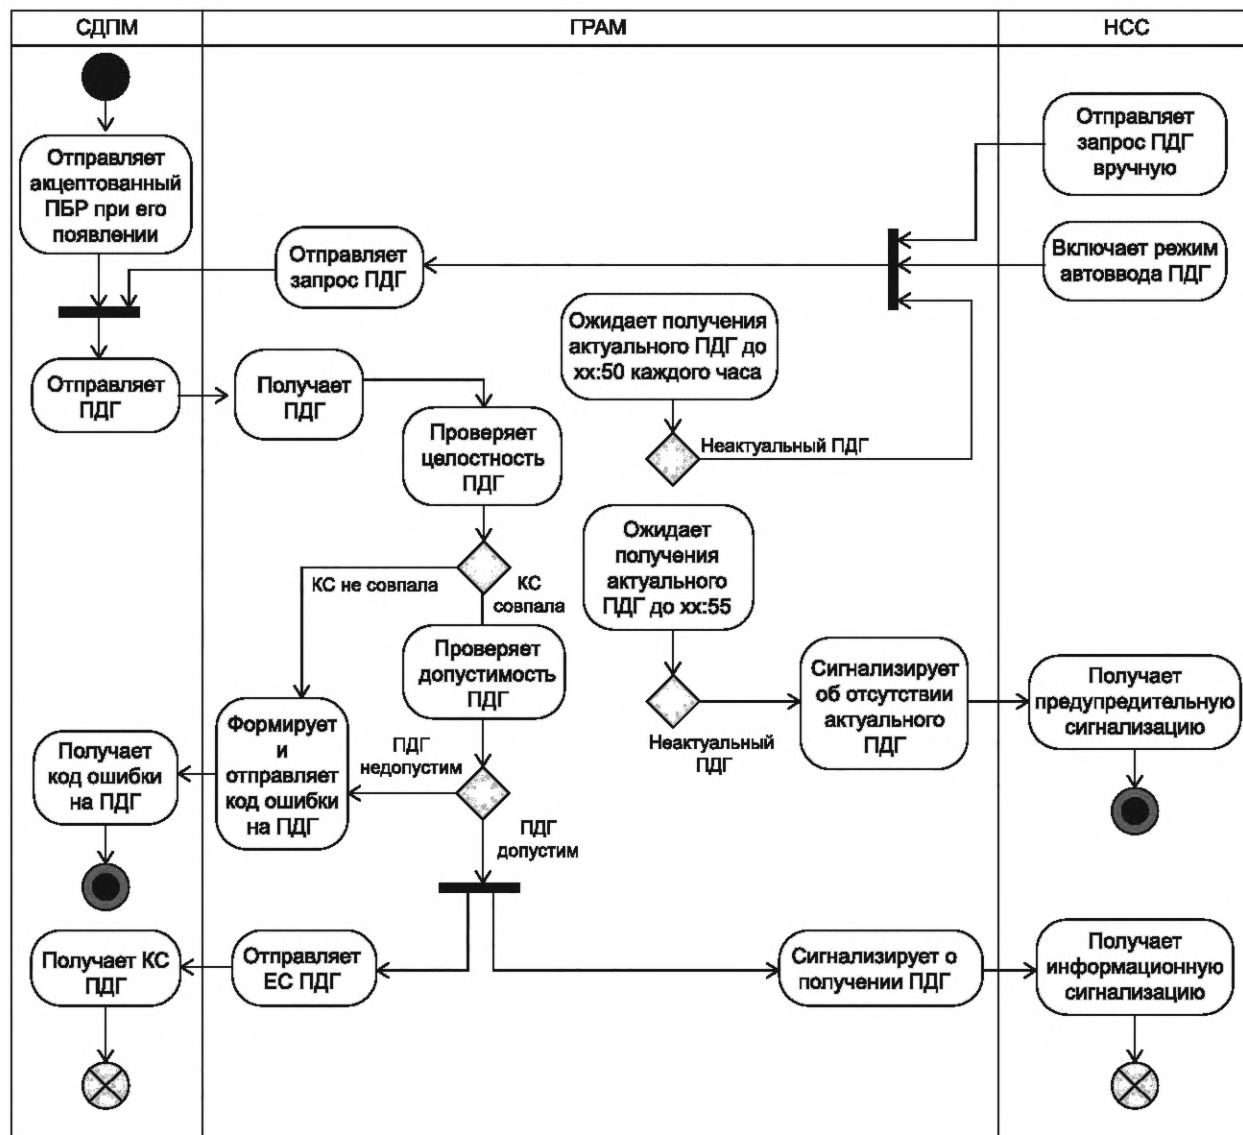 СДПМ
ГРАМ
НСС
Отправляет
акцептованный
ПБР при его
появлении
Отправляет
запрос ПДГ
вручную
Отправляет
запрос ПДГ
Включает режим
автоввода ПДГ
Ожидает получения
актуального ПДГ до
хх:50 каждого часа
Отправляет
ПДГ
Получает
ПДГ
Проверяет
целостность
ПДГ
Неактуальный ПДГ
Ожидает
получения
актуального
ПДГ до хх:55
КС не совпала
КС
совпала
Проверяет
допустимость
ПДГ
Сигнализирует
об отсутствии
актуального
ПДГ
Получает
предупредительную
сигнализацию
Неактуальный
ПДГ
Получает
код ошибки
на ПДГ
Формирует
и
отправляет
код ошибки
на ПДГ
ПДГ
недопустим
ПДГ
допустим
Получает КС
ПДГ
Отправляет
ЕС ПДГ
Сигнализирует о
получении ПДГ
Получает
информационную
сигнализацию